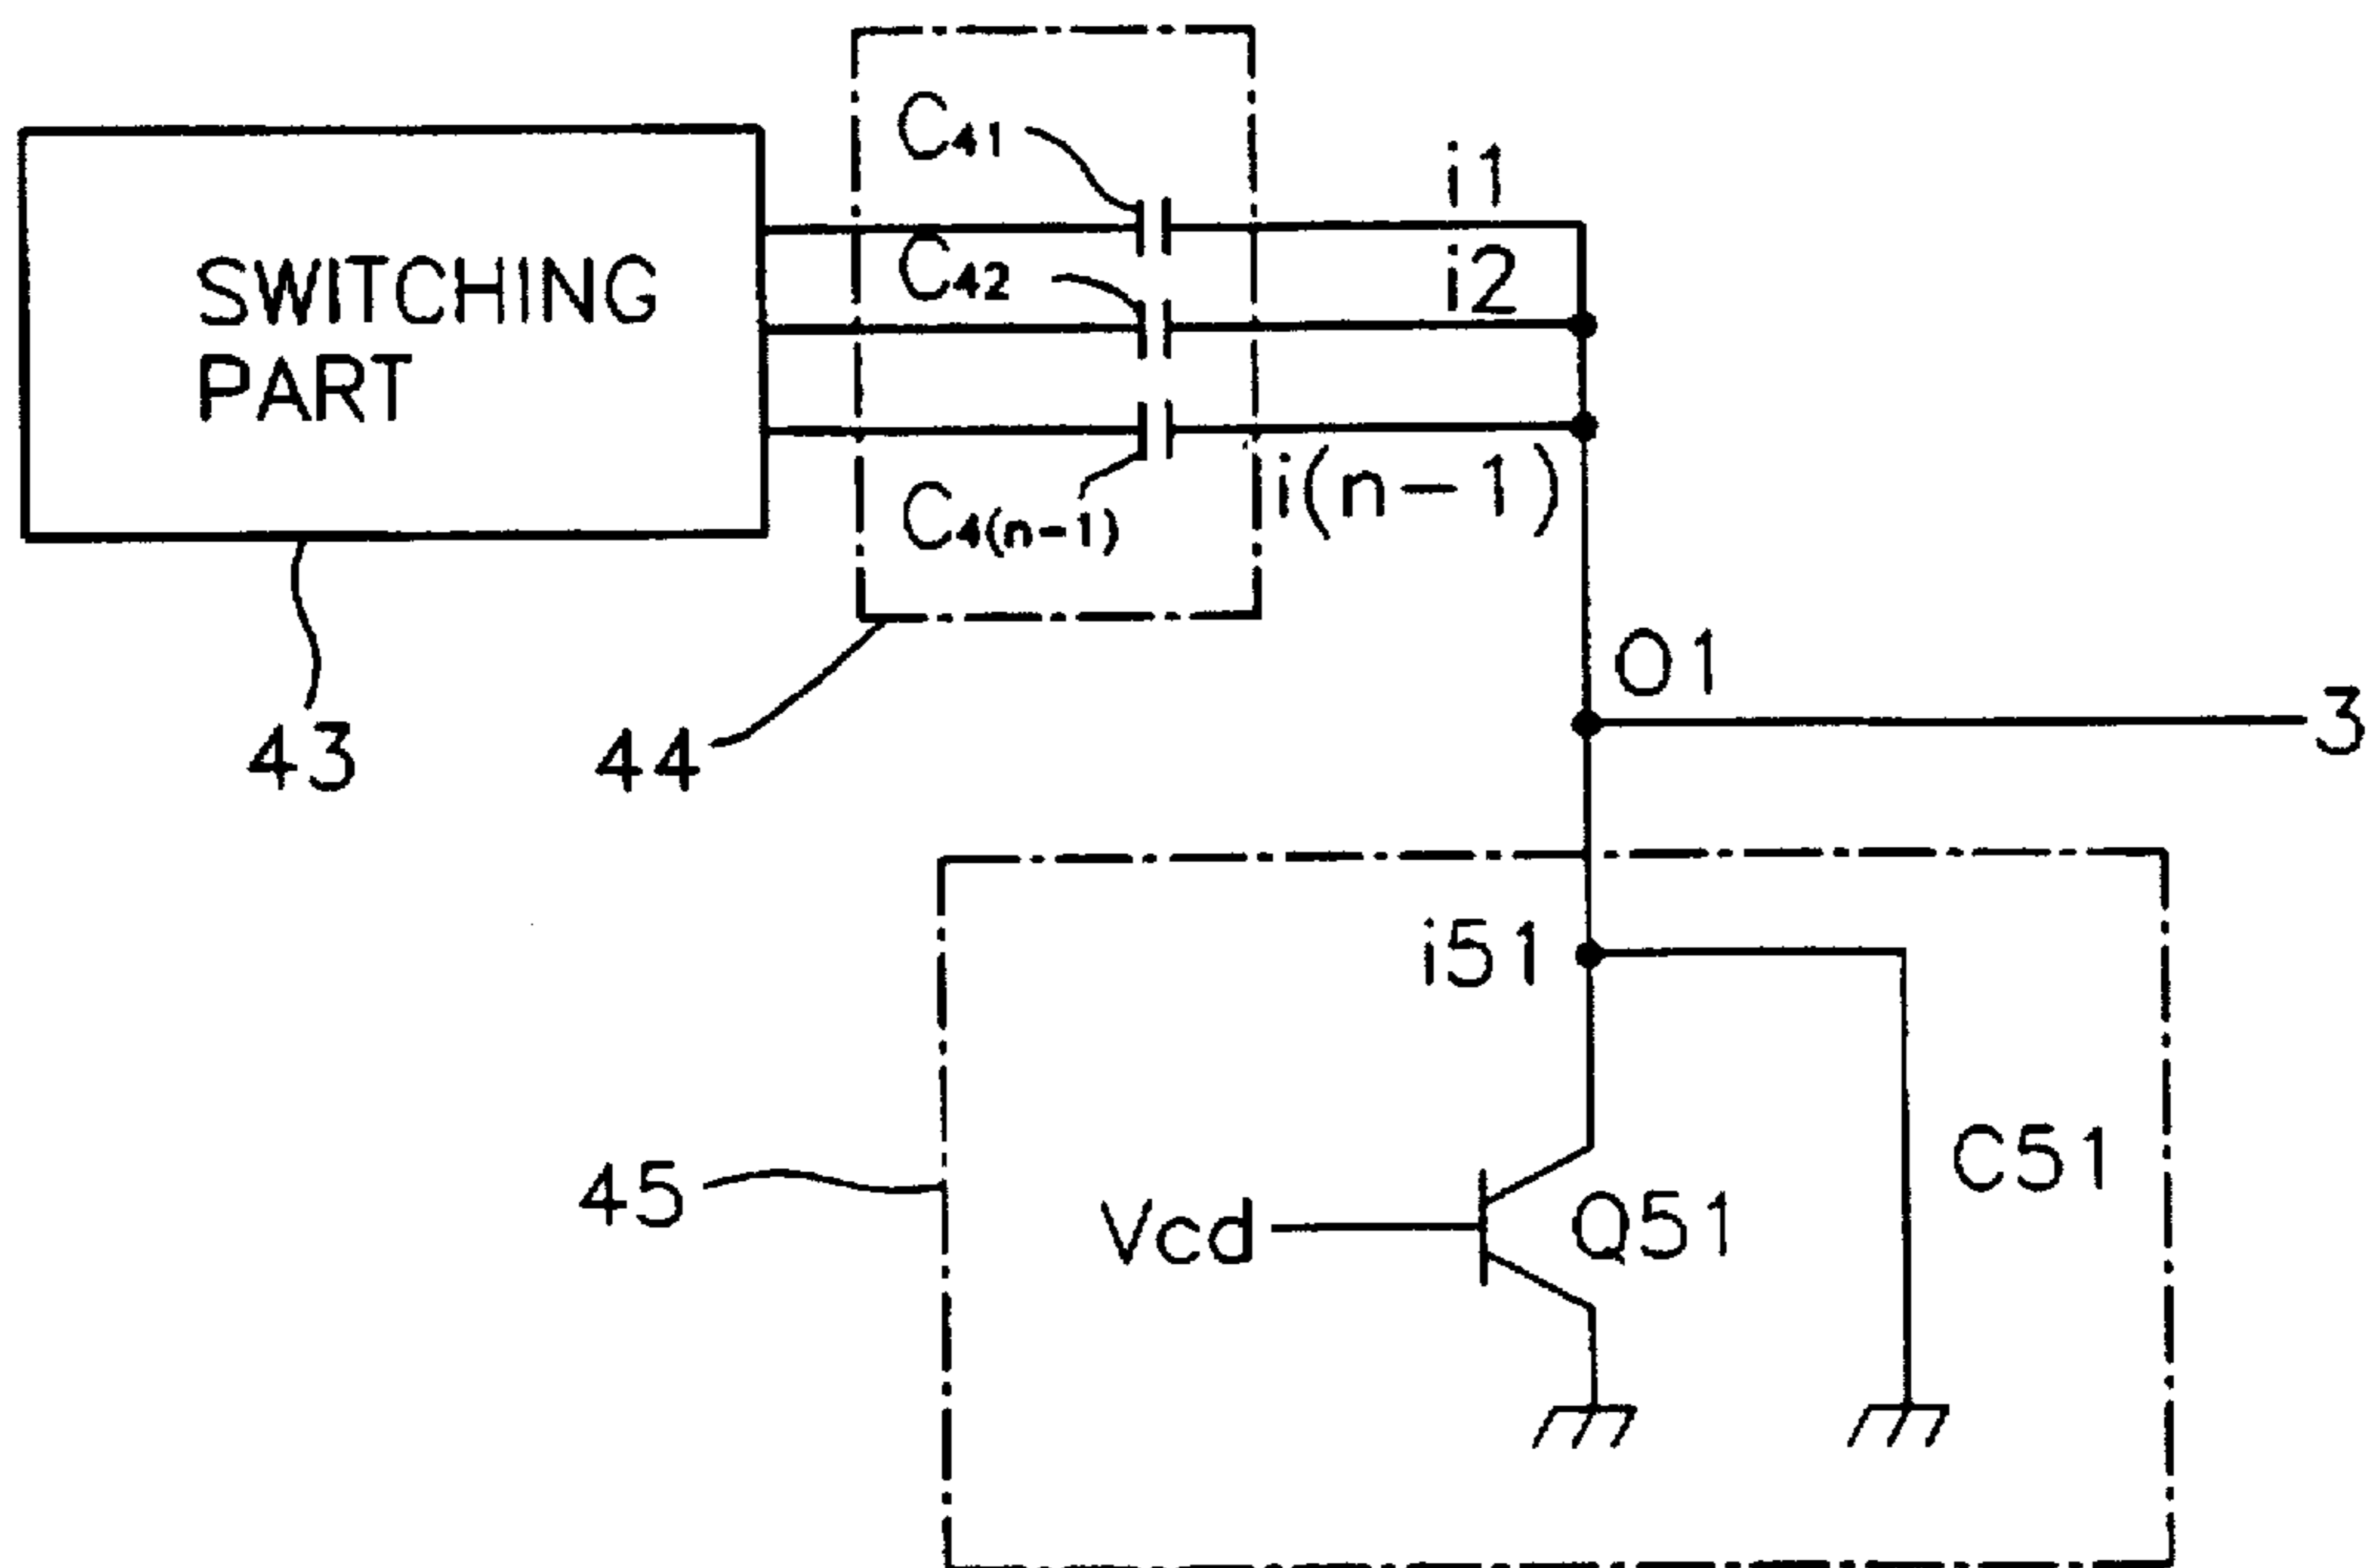 C41
i1
SWITCHING
PART
C42
i2
C4(n-1)
i(n-1)
O1
3
43
44
i51
C51
45
Vcd
Q51